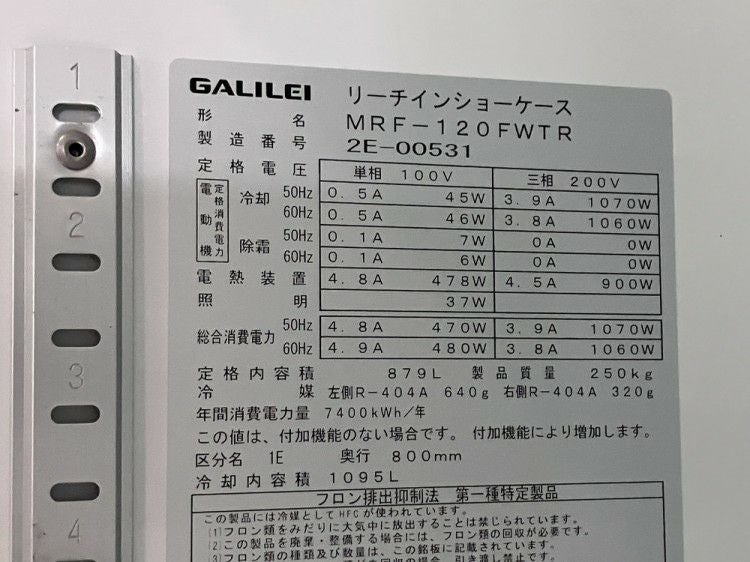 GALILEI リーチインショーケース
形名 MRF-120FWTR
製造番号 2E-00531
定格電圧 単相 100V 三相 200V
電動機 定格消費電力 冷却 50Hz 0.5A 45W 3.9A 1070W
60Hz 0.5A 46W 3.8A 1060W
除霜 50Hz 0.1A 7W 0A 0W
60Hz 0.1A 6W 0A 0W
電熱装置 4.8A 478W 4.5A 900W
照明 37W
総合消費電力 50Hz 4.8A 470W 3.9A 1070W
60Hz 4.9A 480W 3.8A 1060W
定格内容積 879L 製品質量 250kg
冷媒 左側R-404A 640g 右側R-404A 320g
年間消費電力量 7400kWh/年
この値は、付加機能のない場合です。 付加機能により増加します。
区分名 1E 奥行 800mm
冷却内容積 1095L
フロン排出抑制法 第一種特定製品
この製品には冷媒としてHFCが使われています。
(1)フロン類をみだりに大気中に放出することは禁じられています。
(2)この製品を廃棄・整備する場合には、フロン類の回収が必要です。
(3)フロン類の種類及び数量は、この銘板に記載されています。
1
2
3
4